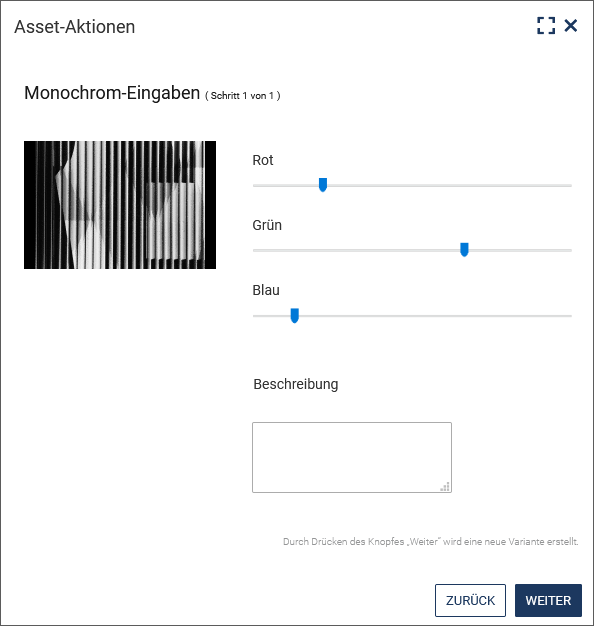 Asset-Aktionen
Monochrom-Eingaben ( Schritt 1 von 1 )
Rot
Grün
Blau
Beschreibung
Durch Drücken des Knopfes „Weiter“ wird eine neue Variante erstellt.
ZURÜCK WEITER